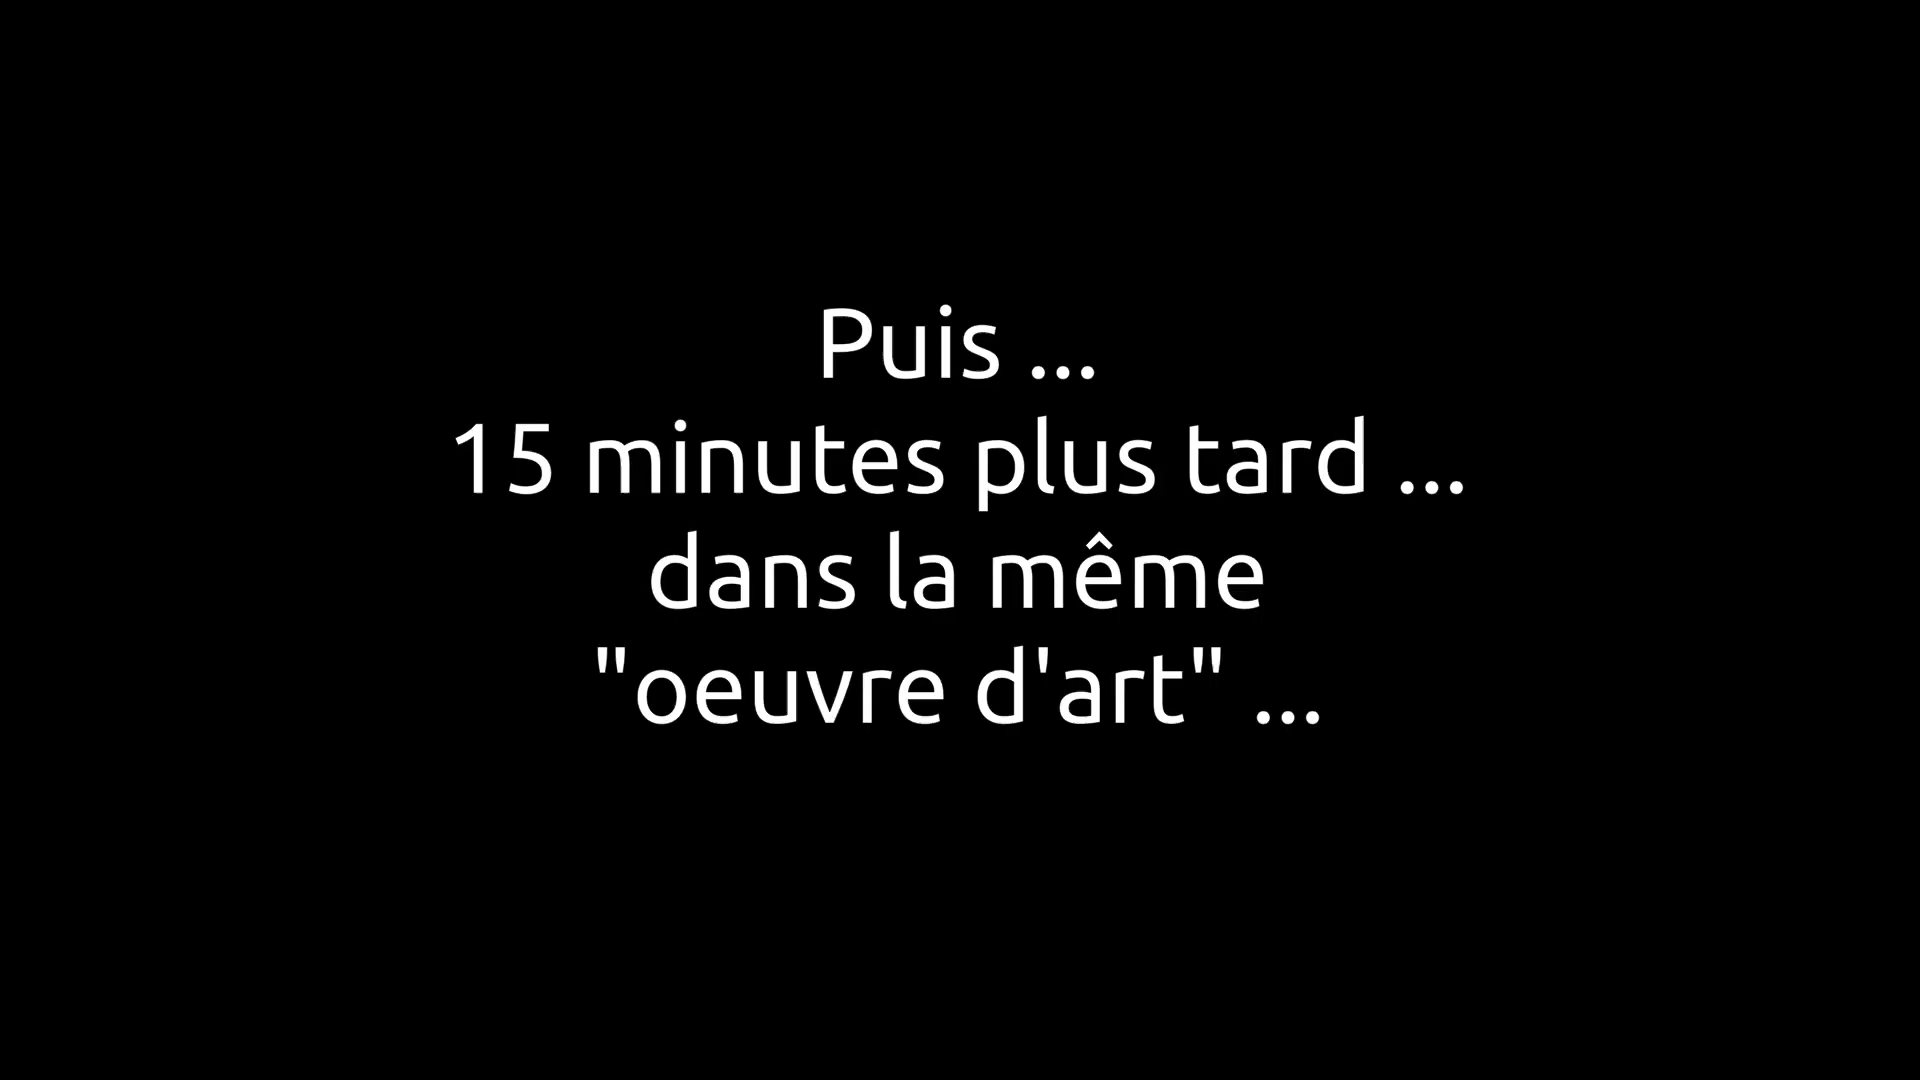 Puis ...
15 minutes plus tard ...
dans la même
"oeuvre d'art" ...